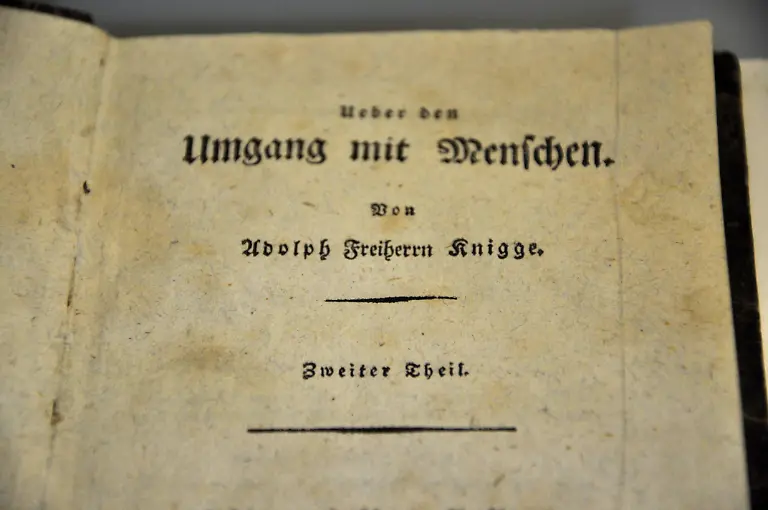 Ueber den
Umgang mit Menſchen.
Von
Adolph Freiherrn Knigge.
Zweiter Theil.